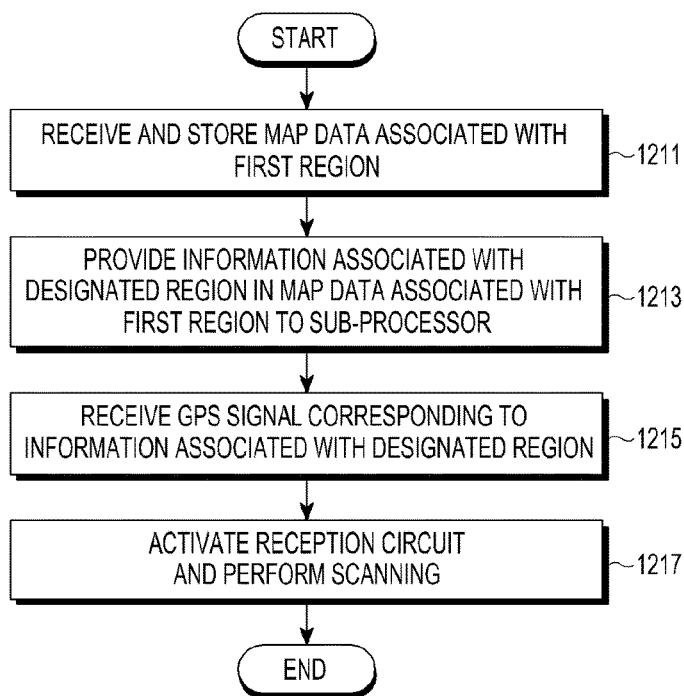 START
RECEIVE AND STORE MAP DATA ASSOCIATED WITH
FIRST REGION
1211
PROVIDE INFORMATION ASSOCIATED WITH
DESIGNATED REGION IN MAP DATA ASSOCIATED WITH
FIRST REGION TO SUB-PROCESSOR
1213
RECEIVE GPS SIGNAL CORRESPONDING TO
INFORMATION ASSOCIATED WITH DESIGNATED REGION
1215
ACTIVATE RECEPTION CIRCUIT
AND PERFORM SCANNING
1217
END